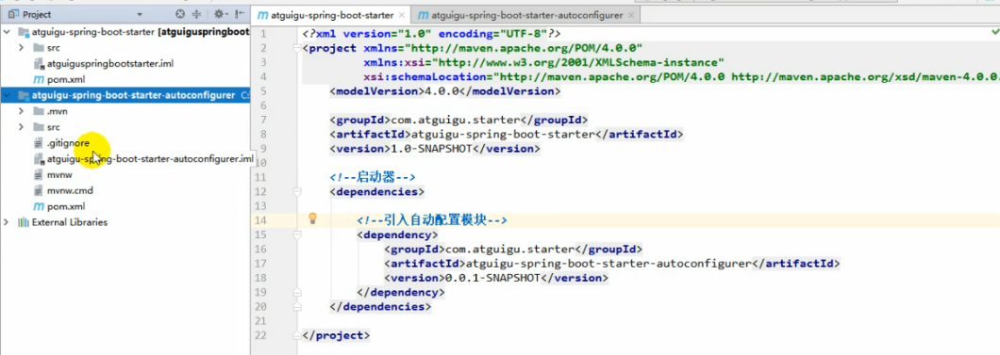 Project
atguigu-spring-boot-starter [atguiguspringboot
src
atguiguspringbootstarter.iml
pom.xml
atguigu-spring-boot-starter-autoconfigurer
.mvn
src
.gitignore
atguigu-spring-boot-starter-autoconfigurer.iml
mvnw
mvnw.cmd
pom.xml
External Libraries
atguigu-spring-boot-starter
atguigu-spring-boot-starter-autoconfigurer
1 <?xml version="1.0" encoding="UTF-8"?>
2 <project xmlns="http://maven.apache.org/POM/4.0.0"
3 xmlns:xsi="http://www.w3.org/2001/XMLSchema-instance"
4 xsi:schemaLocation="http://maven.apache.org/POM/4.0.0 http://maven.apache.org/xsd/maven-4.0.0.
5 <modelVersion>4.0.0</modelVersion>
6
7 <groupId>com.atguigu.starter</groupId>
8 <artifactId>atguigu-spring-boot-starter</artifactId>
9 <version>1.0-SNAPSHOT</version>
10
11 <!--启动器-->
12 <dependencies>
13
14 <!--引入自动配置模块-->
15 <dependency>
16 <groupId>com.atguigu.starter</groupId>
17 <artifactId>atguigu-spring-boot-starter-autoconfigurer</artifactId>
18 <version>0.0.1-SNAPSHOT</version>
19 </dependency>
20 </dependencies>
21
22 </project>